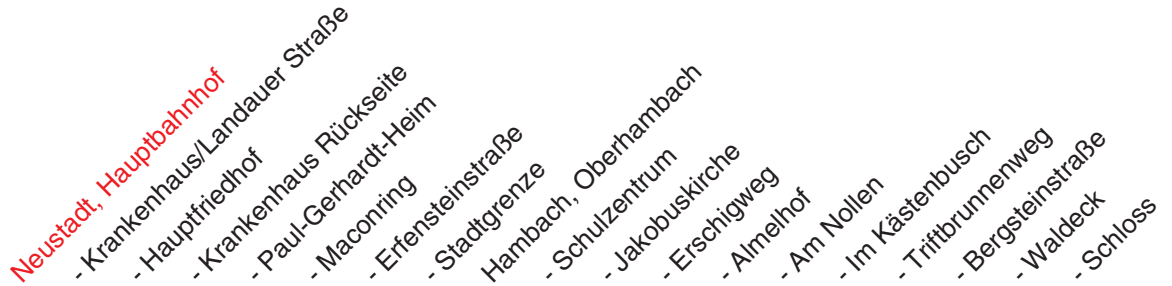 Neustadt, Hauptbahnhof
- Krankenhaus/Landauer Straße
- Hauptfriedhof
- Krankenhaus Rückseite
- Paul-Gerhardt-Heim
- Maconring
- Erfensteinstraße
- Stadtgrenze
Hambach, Oberhambach
- Schulzentrum
- Jakobuskirche
- Erschigweg
- Almelhof
- Am Nollen
- Im Kästenbusch
- Triftbrunnenweg
- Bergsteinstraße
- Waldeck
- Schloss